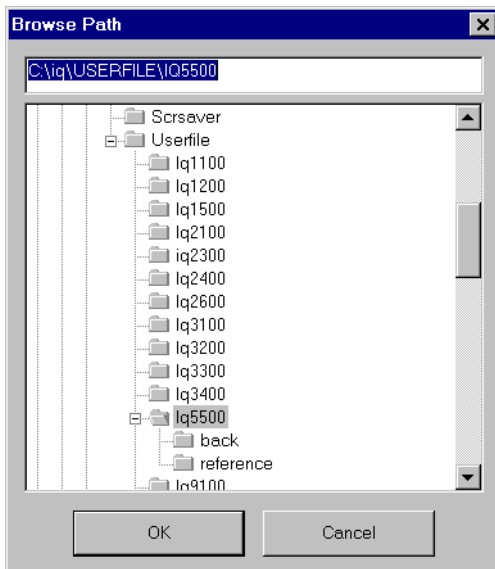 Browse Path
C:\iq\USERFILE\IQ5500
Scrsaver
Userfile
Iq1100
Iq1200
Iq1500
Iq2100
iq2300
Iq2400
Iq2600
Iq3100
Iq3200
Iq3300
Iq3400
Iq5500
back
reference
Iq9100
OK Cancel